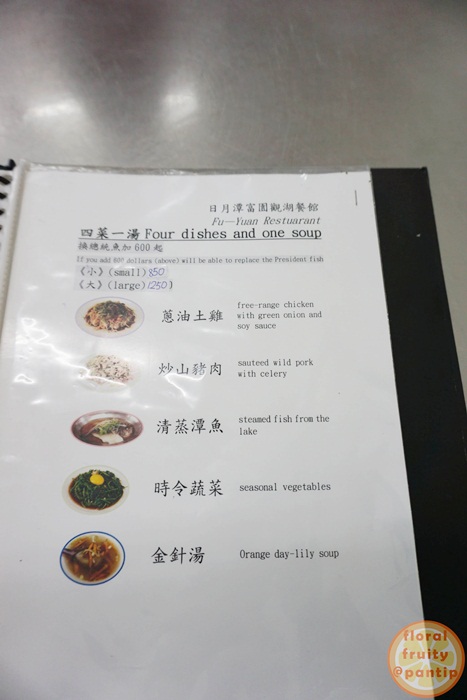 日月潭富園觀湖餐館
Fu—Yuan Restuarant
四菜一湯 Four dishes and one soup
換總統魚加 600 起
If you add 800 dollars (above) will be able to replace the President fish
《小》(small) 850
《大》(large) 1250 】
蔥油土雞
free-range chicken
with green onion and
soy sauce
炒山豬肉
sauteed wild pork
with celery
清蒸潭魚
steamed fish from the
lake
時令蔬菜 seasonal vegetables
金針湯 Orange day-lily soup
floral
fruity
@pantip